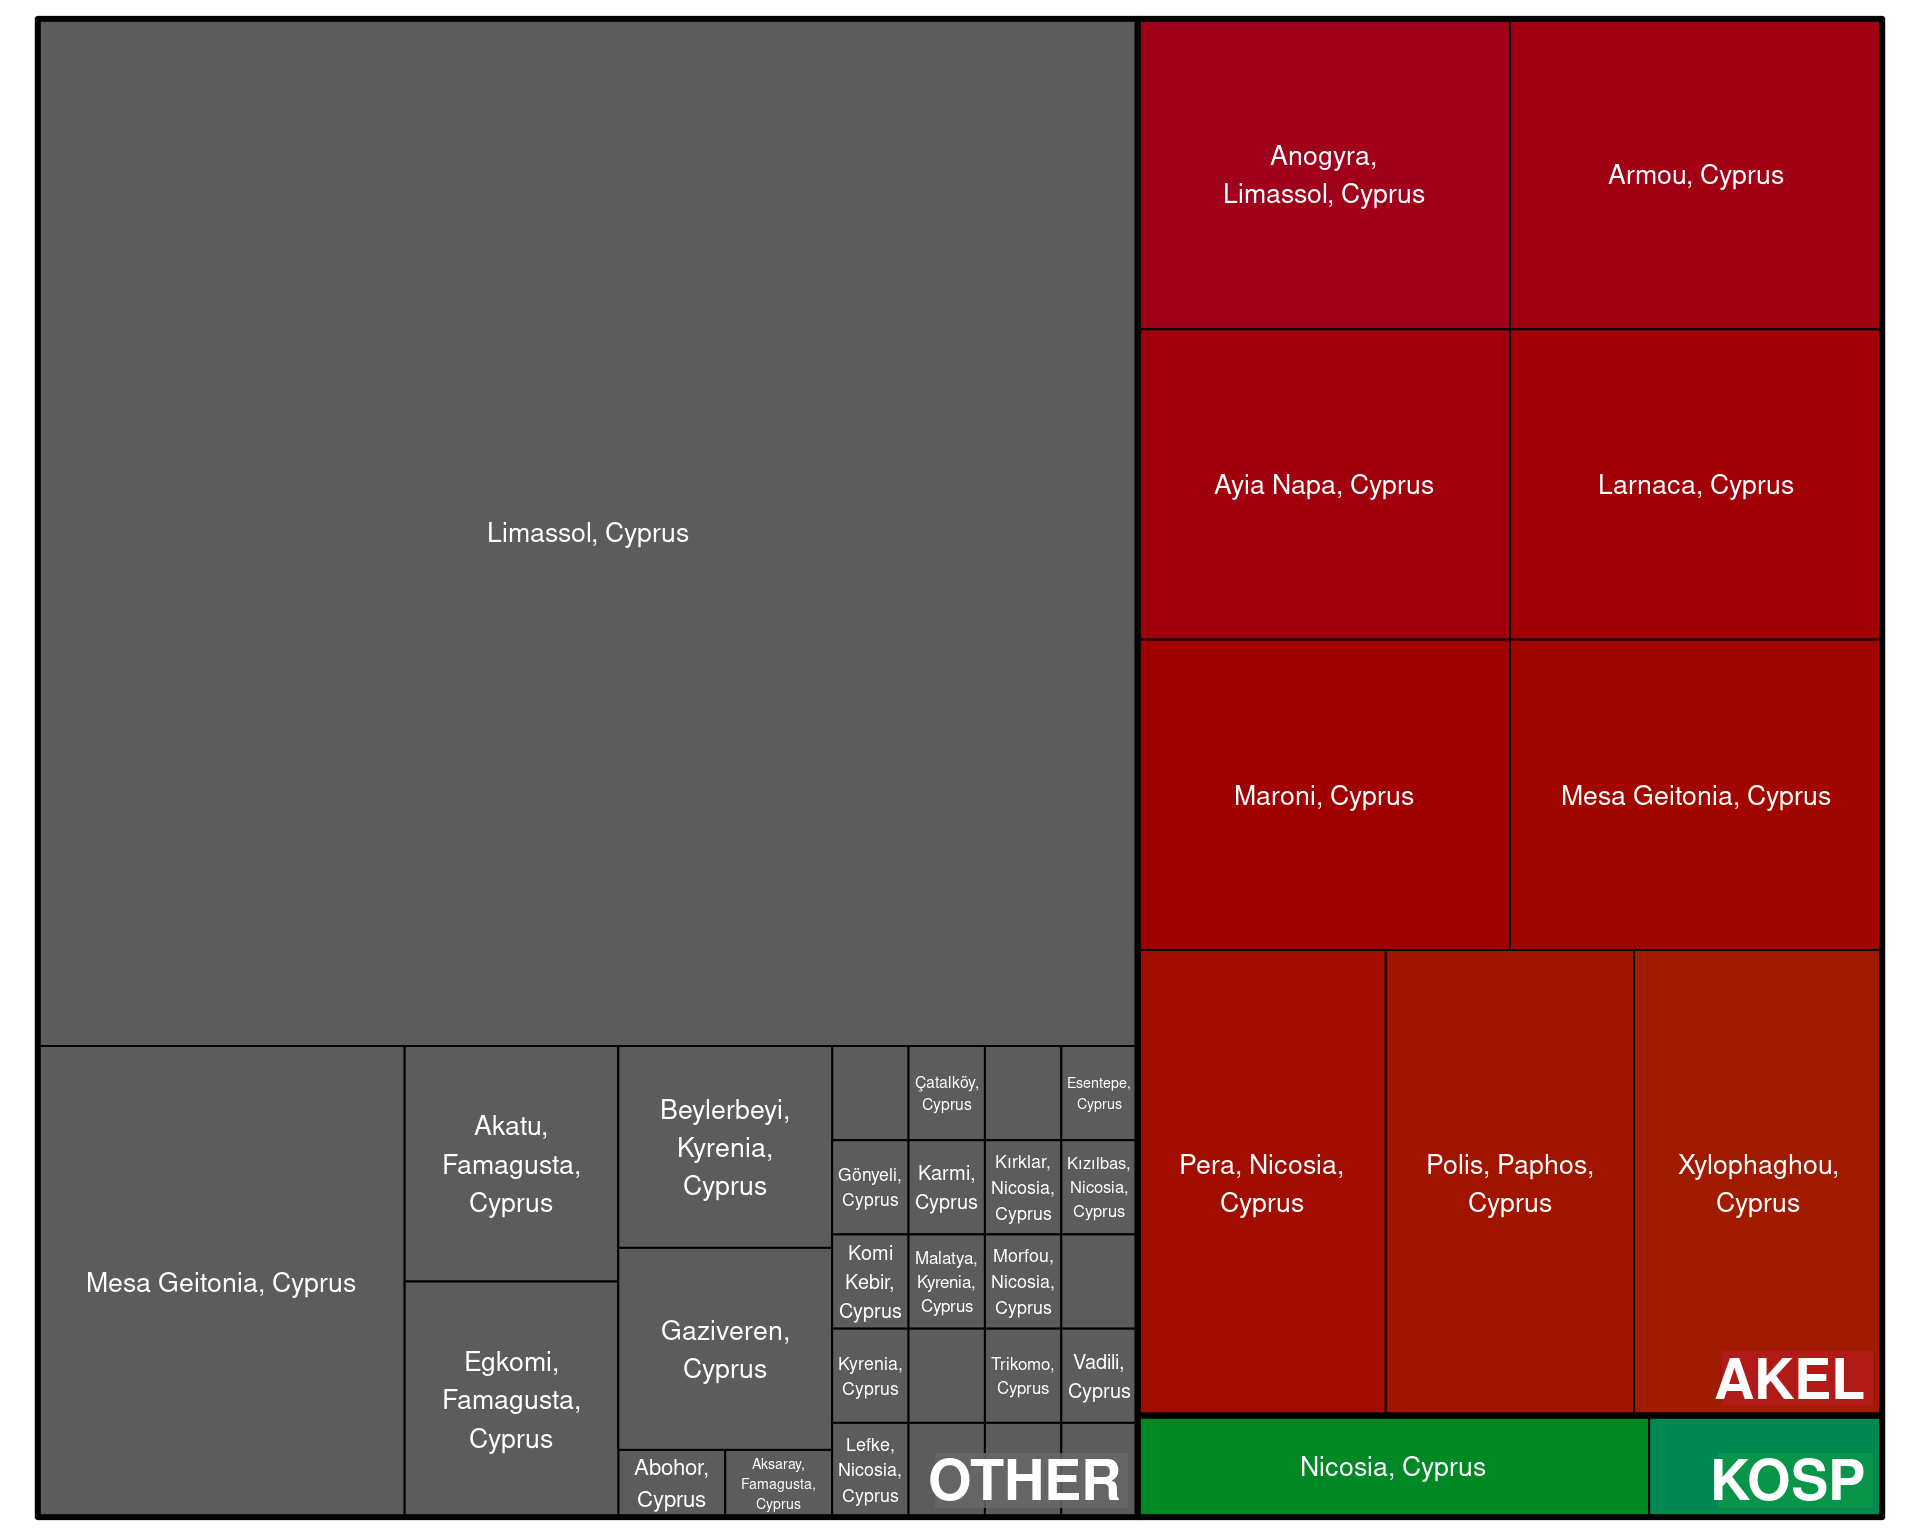 Limassol, Cyprus
Mesa Geitonia, Cyprus
Akatu,
Famagusta,
Cyprus
Egkomi,
Famagusta,
Cyprus
Beylerbeyi,
Kyrenia,
Cyprus
Gaziveren,
Cyprus
Abohor,
Cyprus
Aksaray,
Famagusta,
Cyprus
Çatalköy,
Cyprus
Esentepe,
Cyprus
Gönyeli,
Cyprus
Karmi,
Cyprus
Kırklar,
Nicosia,
Cyprus
Kızılbas,
Nicosia,
Cyprus
Komi
Kebir,
Cyprus
Malatya,
Kyrenia,
Cyprus
Morfou,
Nicosia,
Cyprus
Kyrenia,
Cyprus
Trikomo,
Cyprus
Vadili,
Cyprus
Lefke,
Nicosia,
Cyprus
OTHER
Anogyra,
Limassol, Cyprus
Armou, Cyprus
Ayia Napa, Cyprus
Larnaca, Cyprus
Maroni, Cyprus
Mesa Geitonia, Cyprus
Pera, Nicosia,
Cyprus
Polis, Paphos,
Cyprus
Xylophaghou,
Cyprus
AKEL
Nicosia, Cyprus
KOSP